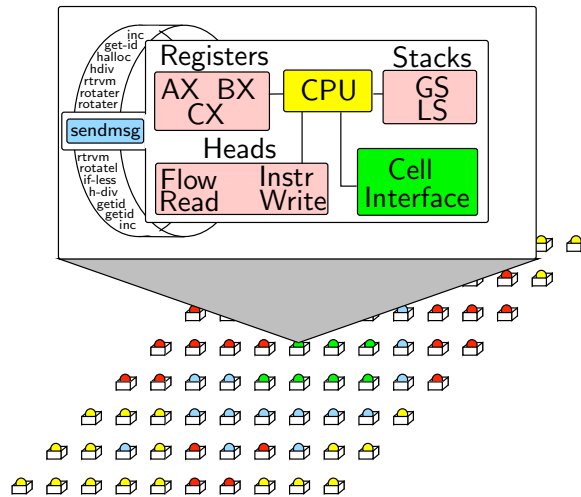 inc
get-id
halloc
hdiv
rtrvm
rotater
rotater
sendmsg
rtrvm
rotatel
if-less
h-div
getid
getid
inc
Registers
AX BX
CX
CPU
Stacks
GS
LS
Heads
Flow Instr
Read Write
Cell
Interface